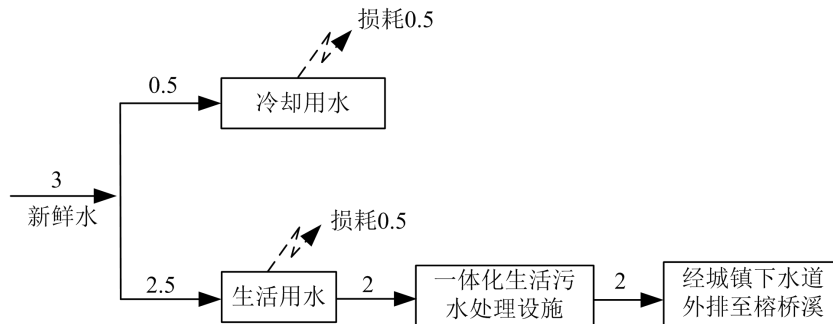 损耗0.5
0.5
冷却用水
3
新鲜水
损耗0.5
2.5
生活用水
2
一体化生活污
水处理设施
2
经城镇下水道
外排至榕桥溪